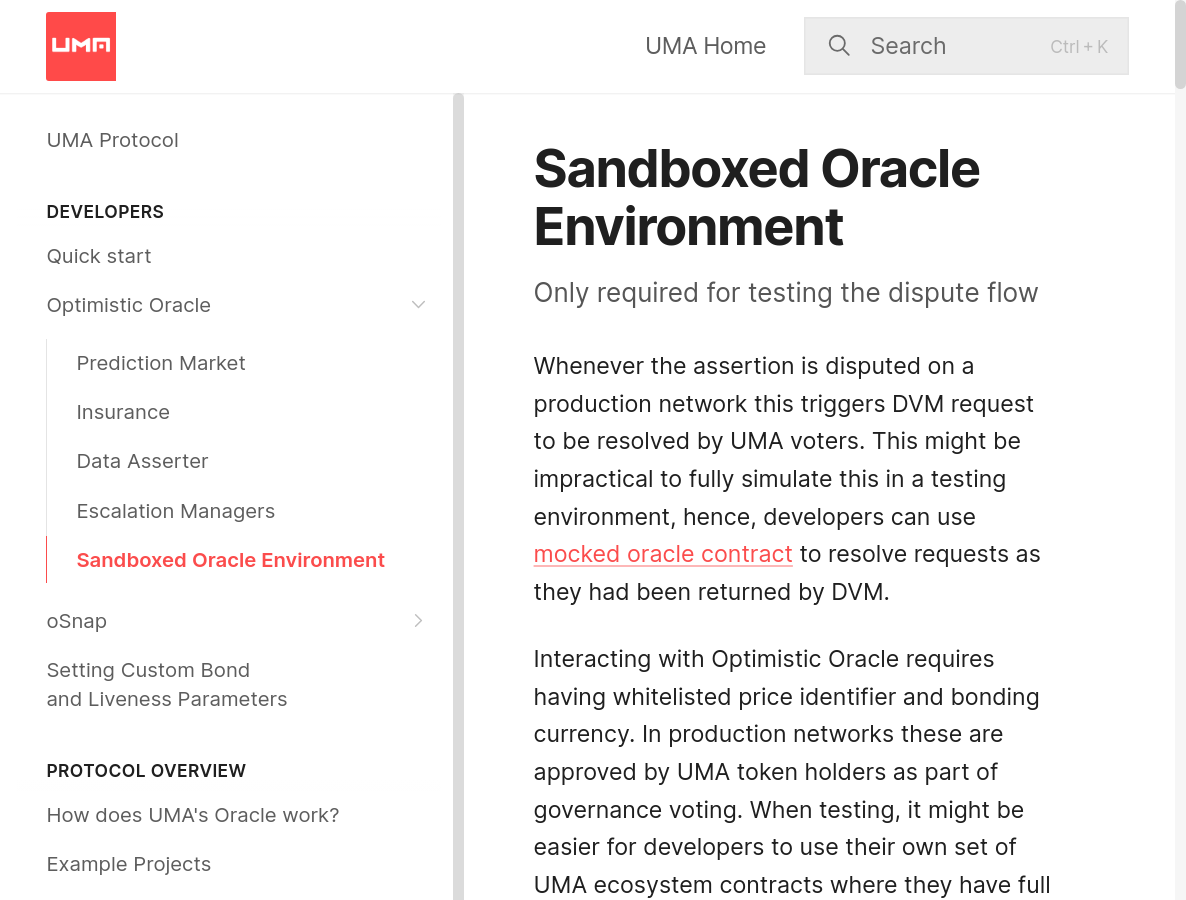 UMA
UMA Home
Search
Ctrl + K
UMA Protocol
DEVELOPERS
Quick start
Optimistic Oracle
Prediction Market
Insurance
Data Asserter
Escalation Managers
Sandboxed Oracle Environment
oSnap
Setting Custom Bond
and Liveness Parameters
PROTOCOL OVERVIEW
How does UMA's Oracle work?
Example Projects
Sandboxed Oracle
Environment
Only required for testing the dispute flow
Whenever the assertion is disputed on a
production network this triggers DVM request
to be resolved by UMA voters. This might be
impractical to fully simulate this in a testing
environment, hence, developers can use
mocked oracle contract to resolve requests as
they had been returned by DVM.
Interacting with Optimistic Oracle requires
having whitelisted price identifier and bonding
currency. In production networks these are
approved by UMA token holders as part of
governance voting. When testing, it might be
easier for developers to use their own set of
UMA ecosystem contracts where they have full